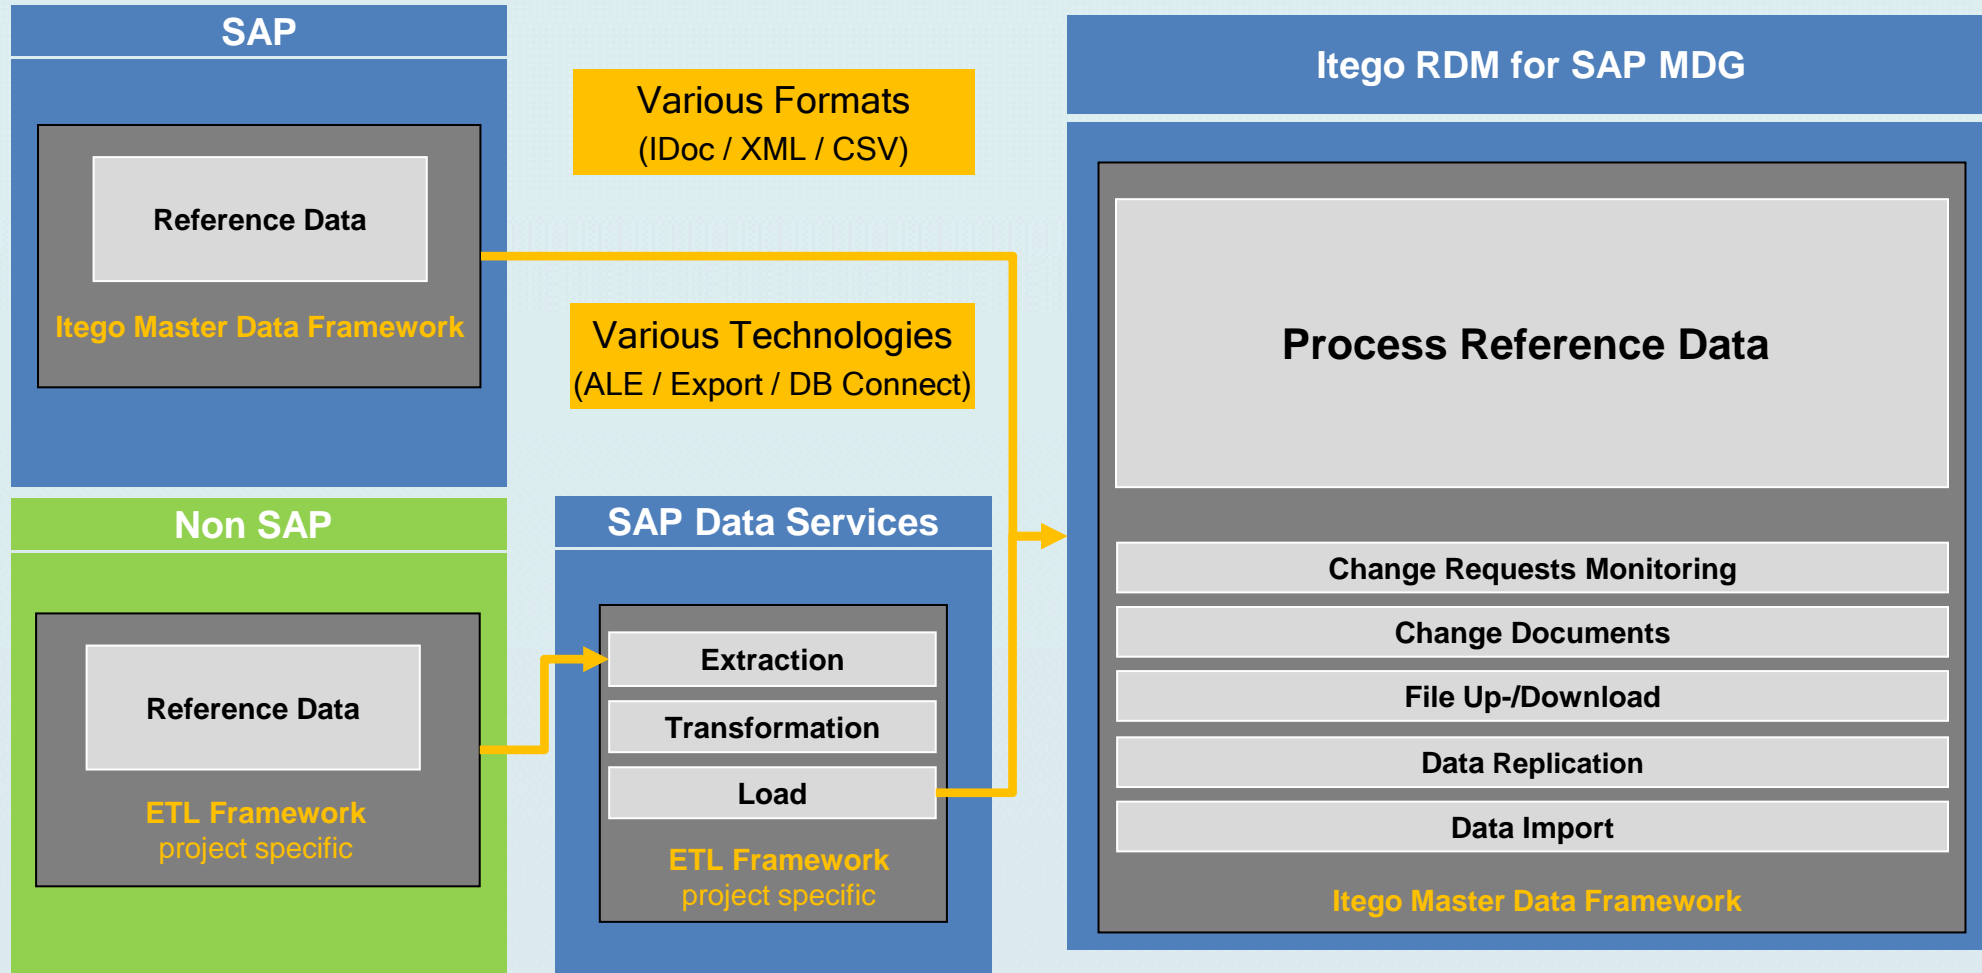 SAP
Reference Data
Itego Master Data Framework
Various Formats
(IDoc / XML / CSV)
Various Technologies
(ALE / Export / DB Connect)
Non SAP
Reference Data
ETL Framework
project specific
SAP Data Services
Extraction
Transformation
Load
ETL Framework
project specific
Itego RDM for SAP MDG
Process Reference Data
Change Requests Monitoring
Change Documents
File Up-/Download
Data Replication
Data Import
Itego Master Data Framework